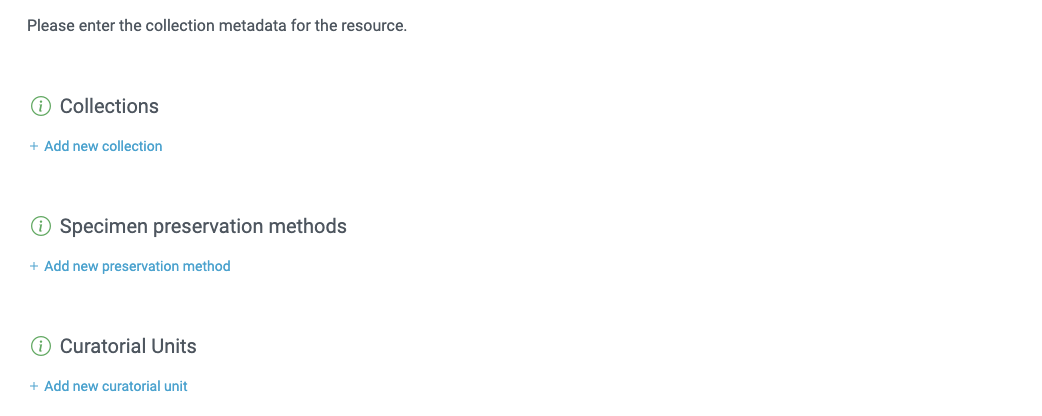 Please enter the collection metadata for the resource.
i Collections
+ Add new collection
i Specimen preservation methods
+ Add new preservation method
i Curatorial Units
+ Add new curatorial unit